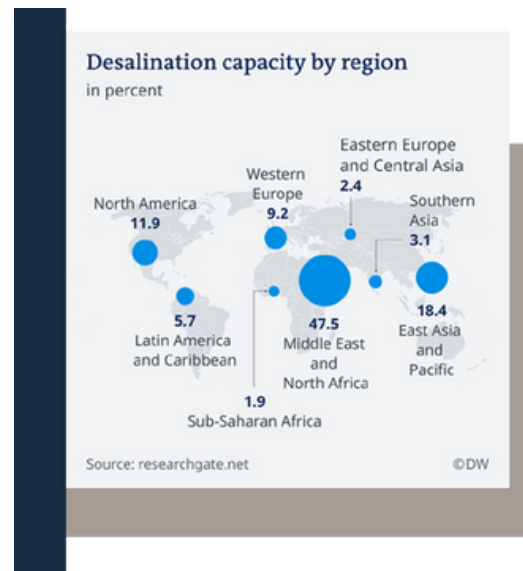 Desalination capacity by region
in percent
North America
11.9
Western
Europe
9.2
Eastern Europe
and Central Asia
2.4
Southern
Asia
3.1
5.7
Latin America
and Caribbean
1.9
Sub-Saharan Africa
47.5
Middle East
and
North Africa
18.4
East Asia
and
Pacific
Source: researchgate.net
©DW